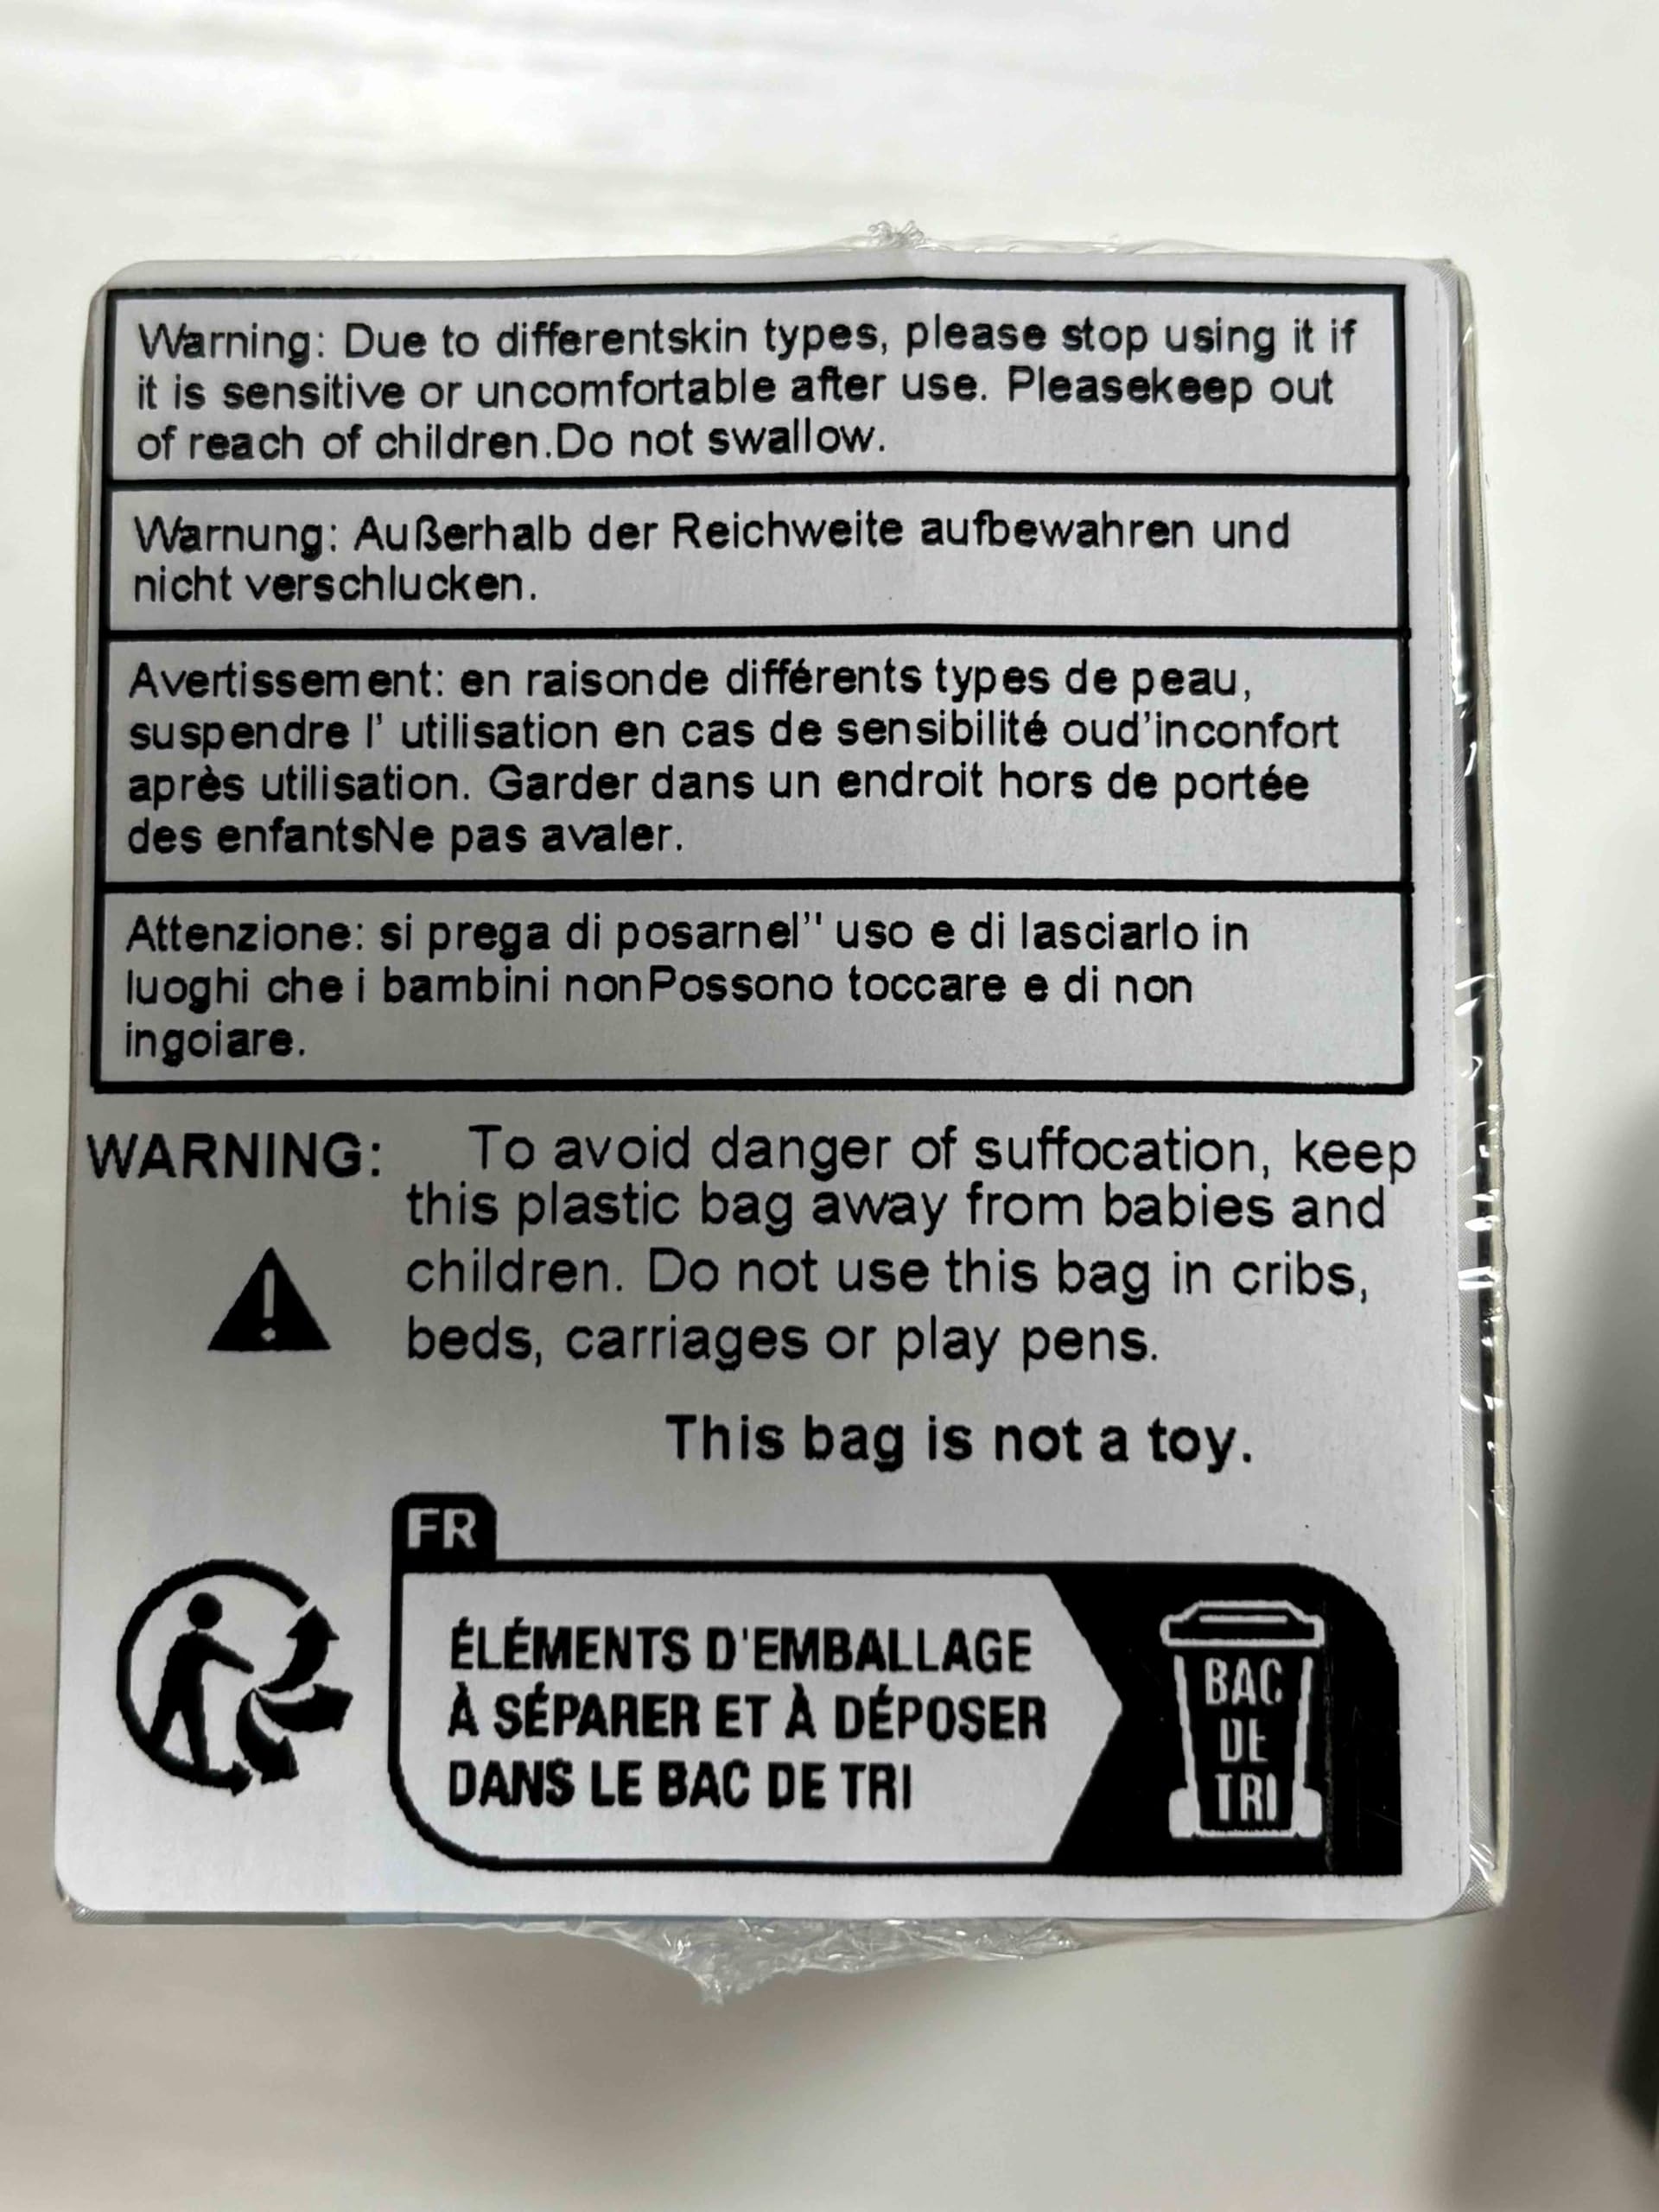 Warning: Due to differentskin types, please stop using it if
it is sensitive or uncomfortable after use. Pleasekeep out
of reach of children.Do not swallow.
Warnung: Außerhalb der Reichweite aufbewahren und
nicht verschlucken.
Avertissement: en raisonde différents types de peau,
suspendre l' utilisation en cas de sensibilité oud'inconfort
après utilisation. Garder dans un endroit hors de portée
des enfantsNe pas avaler.
Attenzione: si prega di posarnel'' uso e di lasciarlo in
luoghi che i bambini nonPossono toccare e di non
ingoiare.
WARNING: To avoid danger of suffocation, keep
this plastic bag away from babies and
children. Do not use this bag in cribs,
beds, carriages or play pens.
This bag is not a toy.
FR
ÉLÉMENTS D'EMBALLAGE
À SÉPARER ET À DÉPOSER
DANS LE BAC DE TRI
BAC
DE
TRI